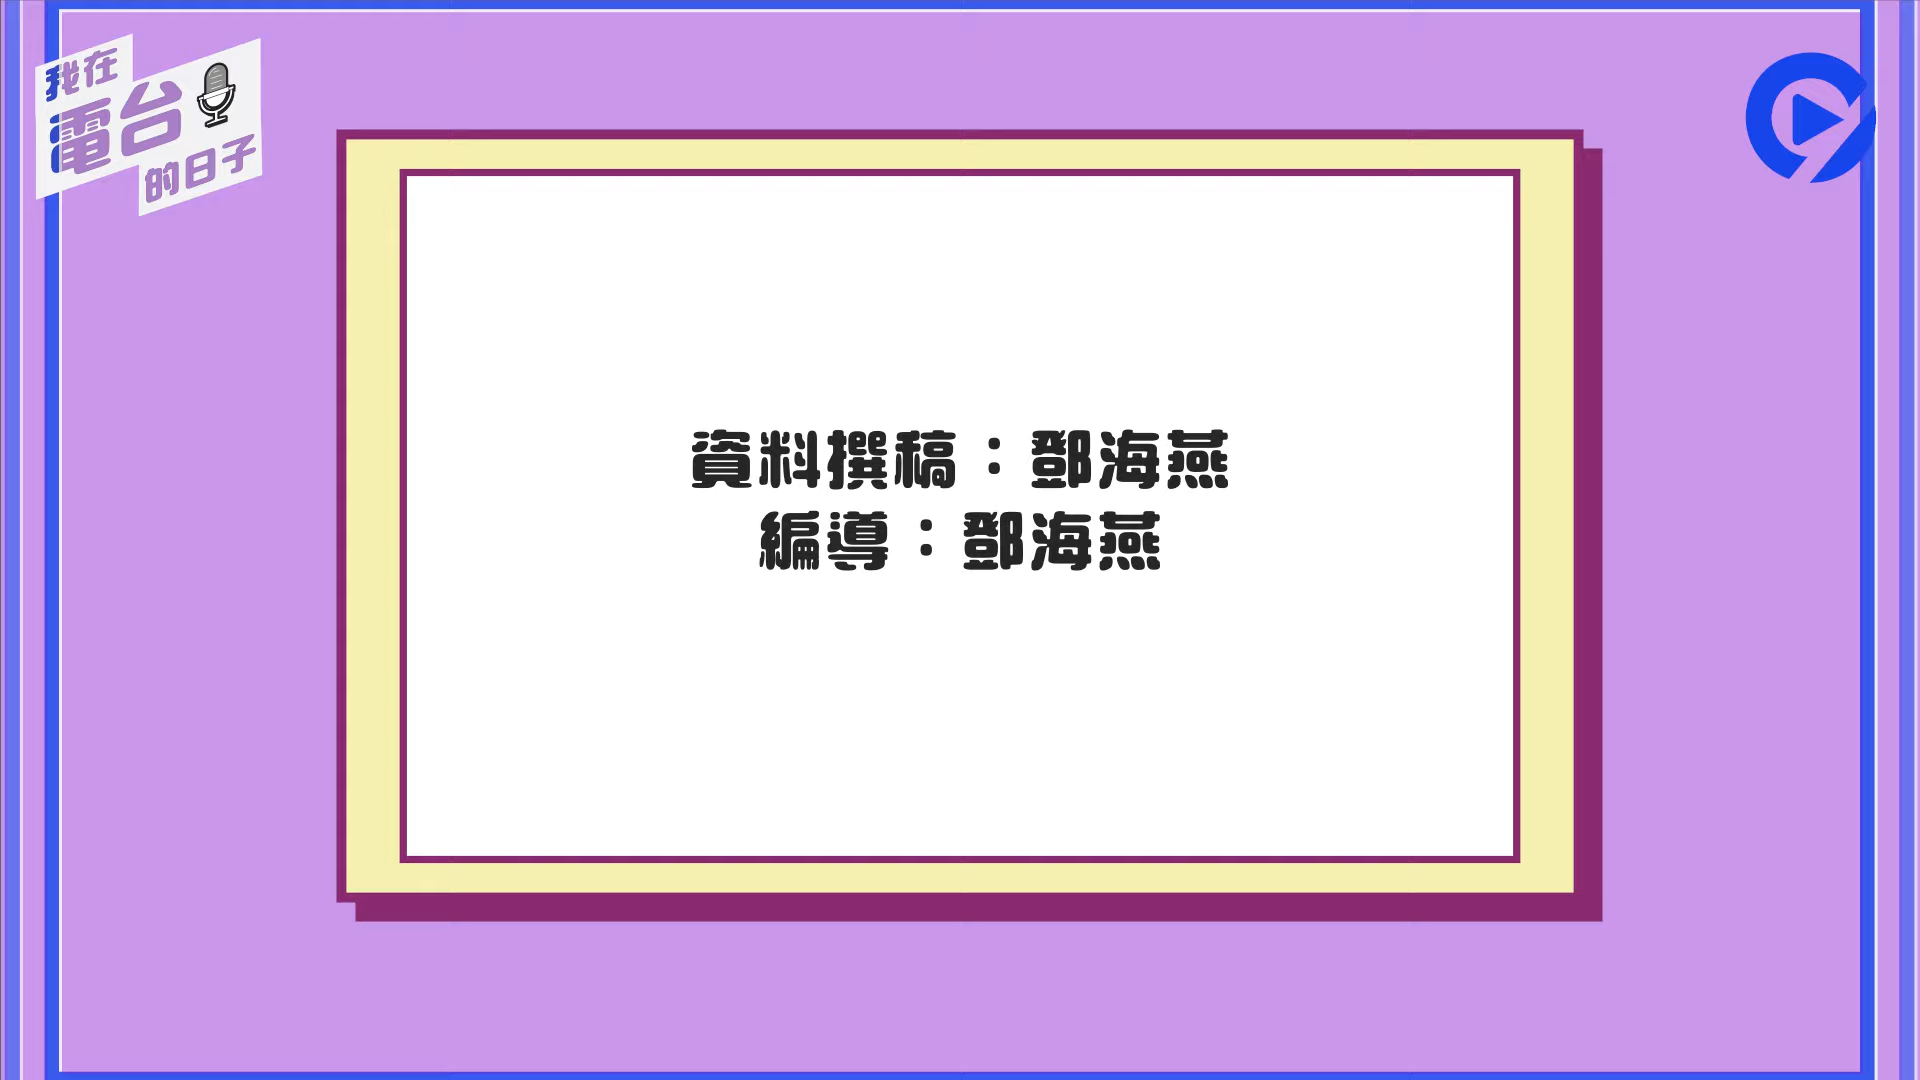 我在
電台
的日子
資料撰稿：鄧海燕
編導：鄧海燕